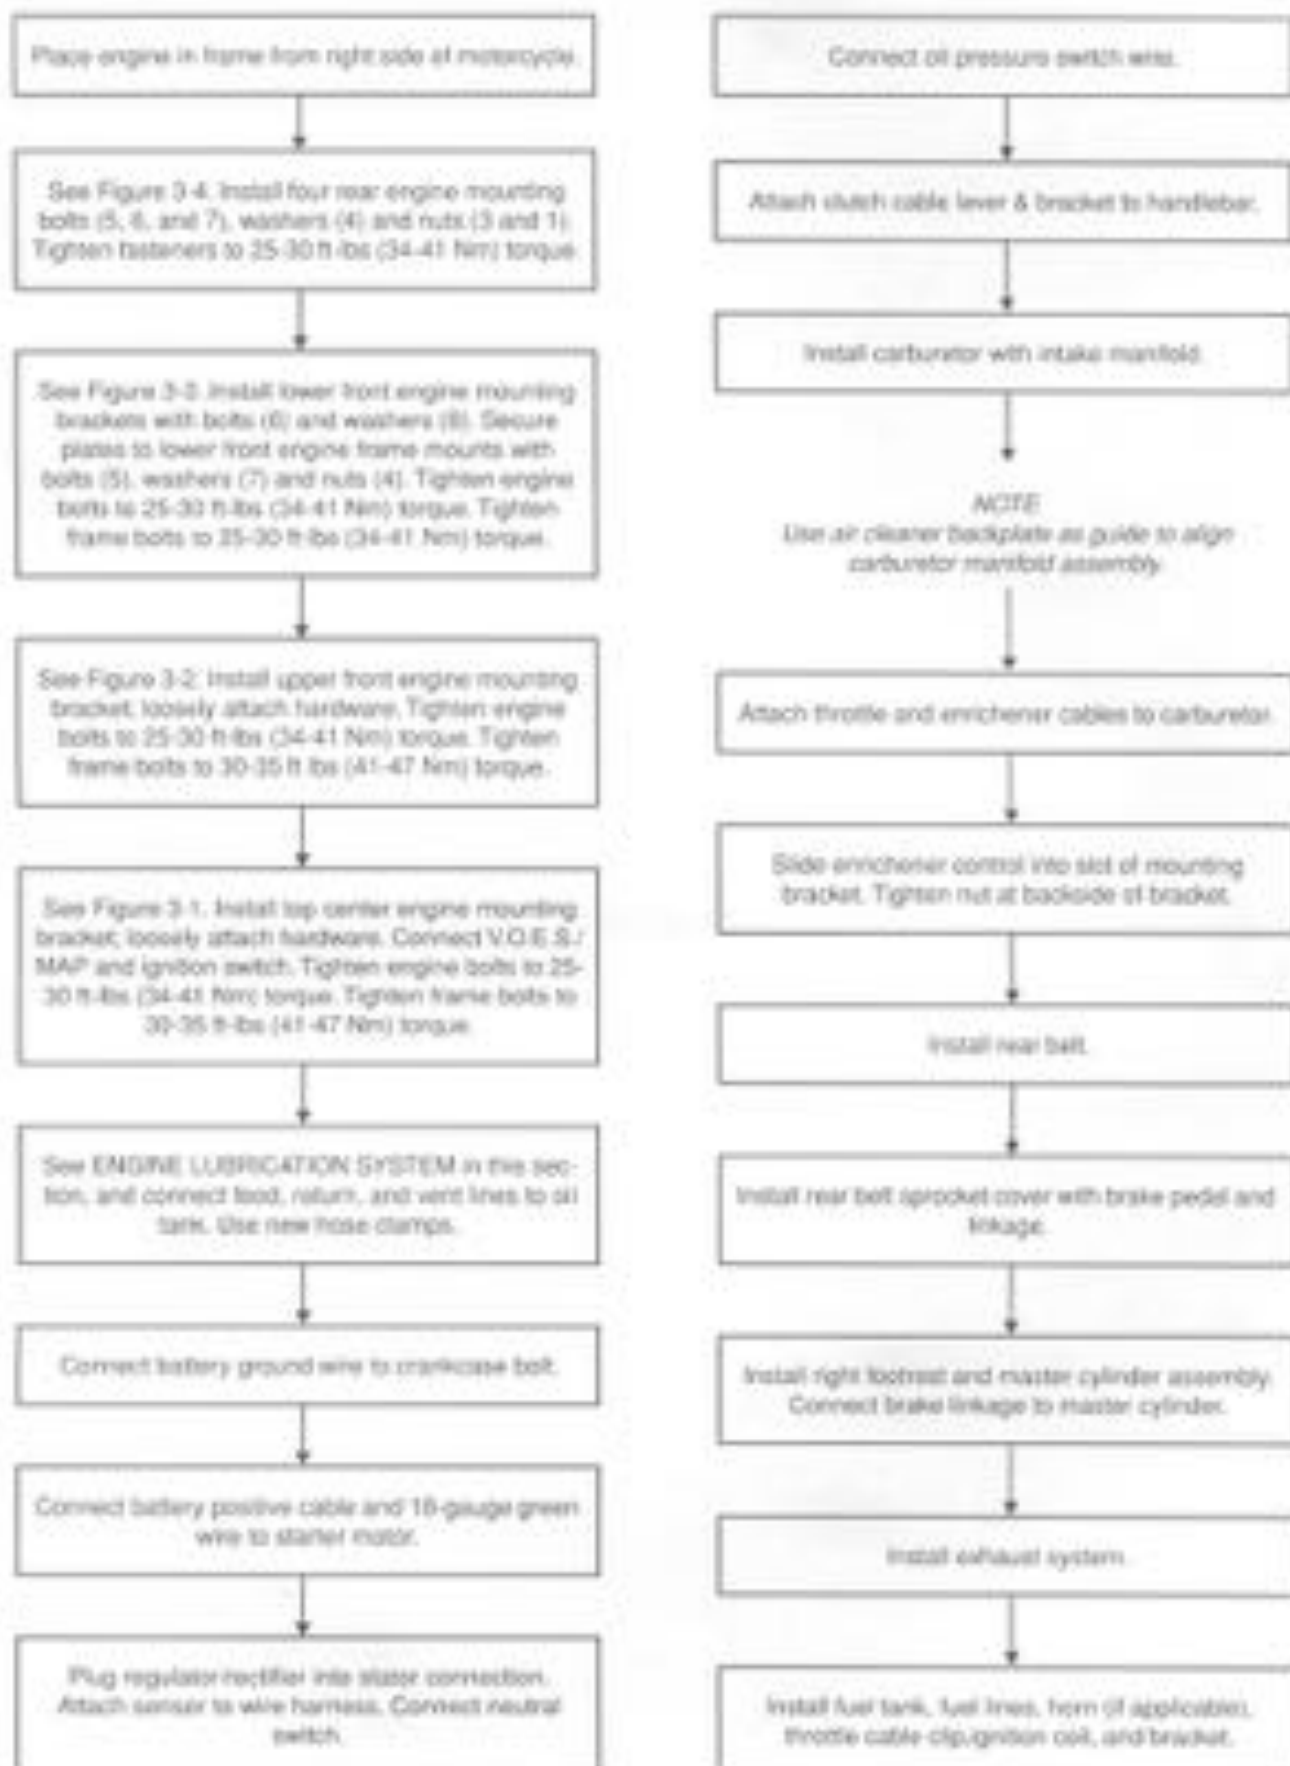 Place engine in frame from right side of motorcycle.
See Figure 3-4. Install four rear engine mounting
bolts (5, 6, and 7), washers (4) and nuts (3 and 1).
Tighten fasteners to 25-30 ft-lbs (34-41 Nm) torque.
See Figure 3-3. Install lower front engine mounting
brackets with bolts (6) and washers (8). Secure
plates to lower front engine frame mounts with
bolts (5), washers (7) and nuts (4). Tighten engine
bolts to 25-30 ft-lbs (34-41 Nm) torque. Tighten
frame bolts to 25-30 ft-lbs (34-41 Nm) torque.
See Figure 3-2. Install upper front engine mounting
bracket, loosely attach hardware. Tighten engine
bolts to 25-30 ft-lbs (34-41 Nm) torque. Tighten
frame bolts to 30-35 ft-lbs (41-47 Nm) torque.
See Figure 3-1. Install top center engine mounting
bracket, loosely attach hardware. Connect V.O.E.S./
MAP and ignition switch. Tighten engine bolts to 25-
30 ft-lbs (34-41 Nm) torque. Tighten frame bolts to
30-35 ft-lbs (41-47 Nm) torque.
See ENGINE LUBRICATION SYSTEM in this sec-
tion, and connect feed, return, and vent lines to oil
tank. Use new hose clamps.
Connect battery ground wire to crankcase bolt.
Connect battery positive cable and 18-gauge green
wire to starter motor.
Plug regulator-rectifier into stator connection.
Attach sensor to wire harness. Connect neutral
switch.
Connect oil pressure switch wire.
Attach clutch cable lever & bracket to handlebar.
Install carburetor with intake manifold.
NOTE
Use air cleaner backplate as guide to align
carburetor manifold assembly.
Attach throttle and enrichener cables to carburetor.
Slide enrichener control into slot of mounting
bracket. Tighten nut at backside of bracket.
Install rear belt.
Install rear belt sprocket cover with brake pedal and
linkage.
Install right footrest and master cylinder assembly.
Connect brake linkage to master cylinder.
Install exhaust system.
Install fuel tank, fuel lines, horn (if applicable),
throttle cable clip,ignition coil, and bracket.